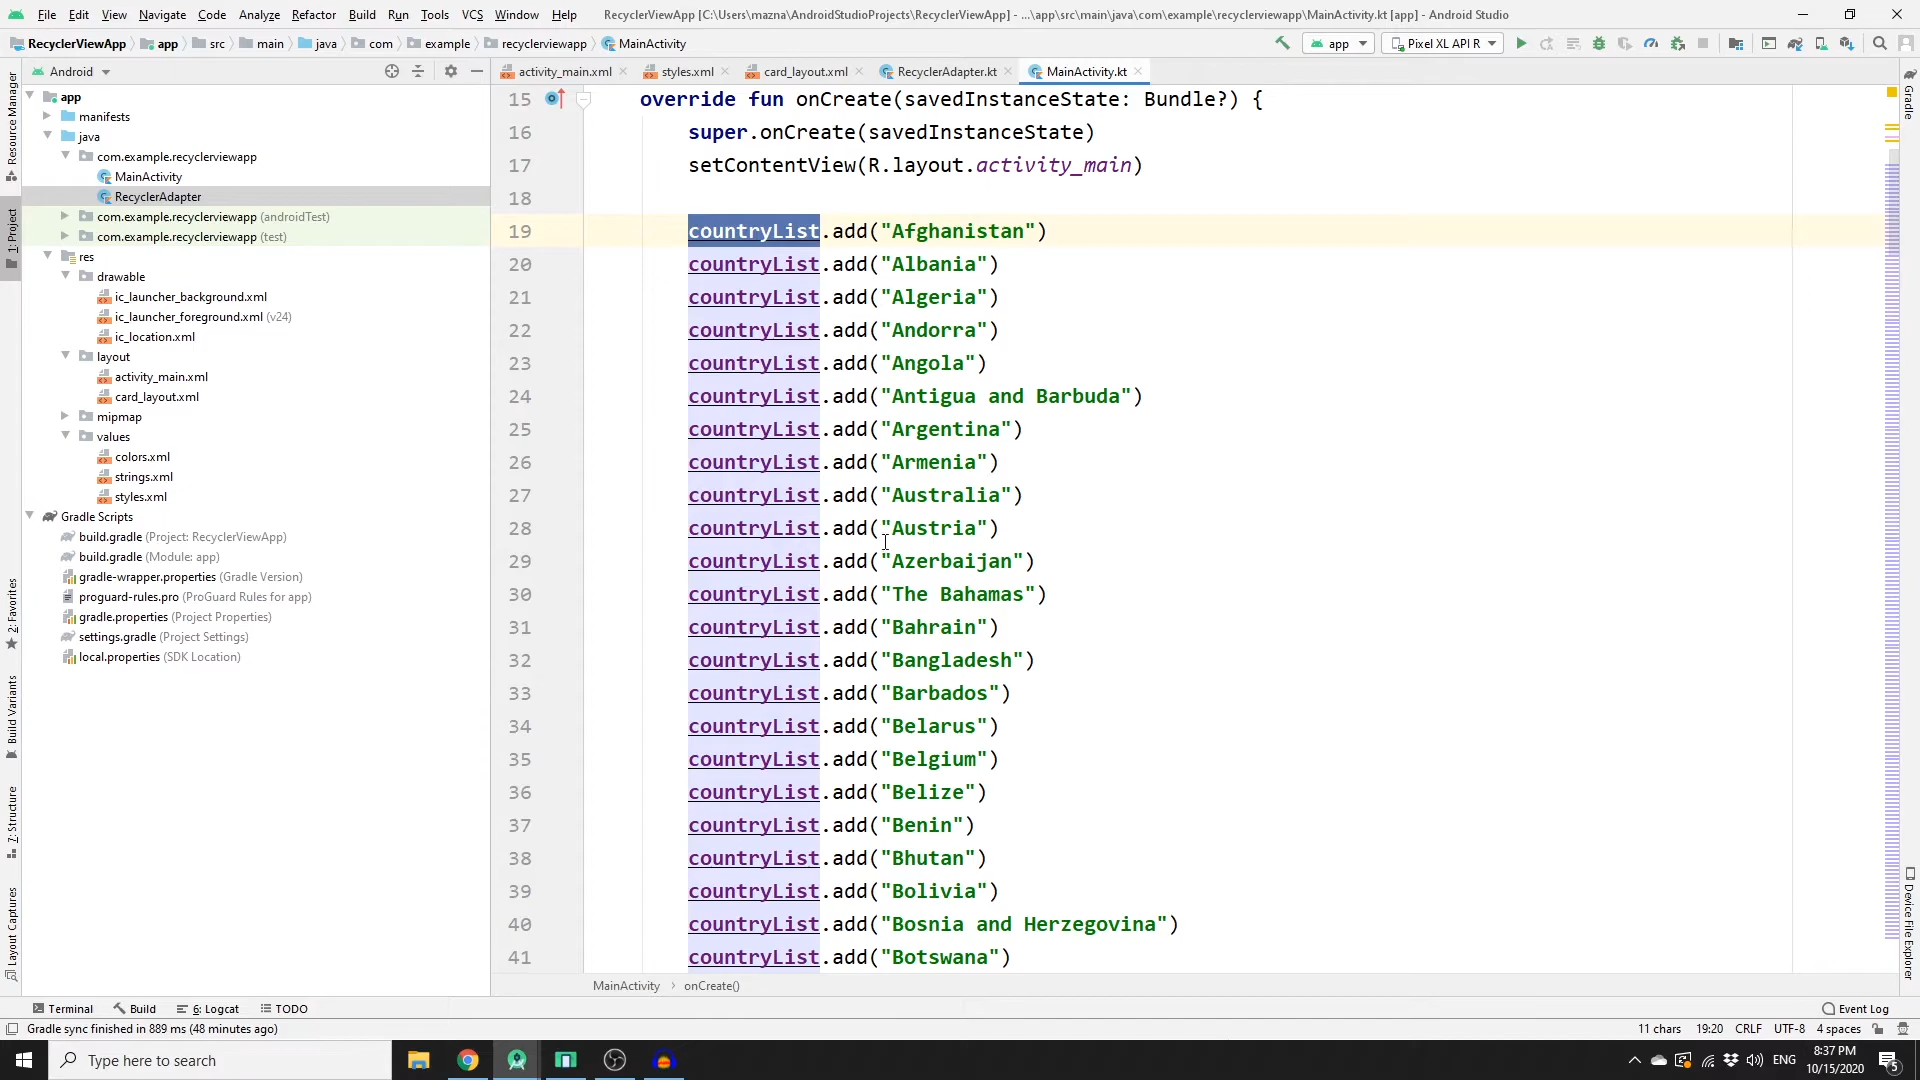 File Edit View Navigate Code Analyze Refactor Build Run Tools VCS Window Help RecyclerViewApp [C:\Users\mazna\AndroidStudioProjects\RecyclerViewApp] - ...\app\src\main\java\com\example\recyclerviewapp\MainActivity.kt [app] - Android Studio
RecyclerViewApp app src main java com example recyclerviewapp MainActivity app Pixel XL API R
Android activity_main.xml styles.xml card_layout.xml RecyclerAdapter.kt MainActivity.kt
Resource Manager
1: Project
2: Favorites
Build Variants
7: Structure
Layout Captures
app
manifests
java
com.example.recyclerviewapp
MainActivity
RecyclerAdapter
com.example.recyclerviewapp (androidTest)
com.example.recyclerviewapp (test)
res
drawable
ic_launcher_background.xml
ic_launcher_foreground.xml (v24)
ic_location.xml
layout
activity_main.xml
card_layout.xml
mipmap
values
colors.xml
strings.xml
styles.xml
Gradle Scripts
build.gradle (Project: RecyclerViewApp)
build.gradle (Module: app)
gradle-wrapper.properties (Gradle Version)
proguard-rules.pro (ProGuard Rules for app)
gradle.properties (Project Properties)
settings.gradle (Project Settings)
local.properties (SDK Location)
15 override fun onCreate(savedInstanceState: Bundle?) {
16 super.onCreate(savedInstanceState)
17 setContentView(R.layout.activity_main)
18
19 countryList.add("Afghanistan")
20 countryList.add("Albania")
21 countryList.add("Algeria")
22 countryList.add("Andorra")
23 countryList.add("Angola")
24 countryList.add("Antigua and Barbuda")
25 countryList.add("Argentina")
26 countryList.add("Armenia")
27 countryList.add("Australia")
28 countryList.add("Austria")
29 countryList.add("Azerbaijan")
30 countryList.add("The Bahamas")
31 countryList.add("Bahrain")
32 countryList.add("Bangladesh")
33 countryList.add("Barbados")
34 countryList.add("Belarus")
35 countryList.add("Belgium")
36 countryList.add("Belize")
37 countryList.add("Benin")
38 countryList.add("Bhutan")
39 countryList.add("Bolivia")
40 countryList.add("Bosnia and Herzegovina")
41 countryList.add("Botswana")
MainActivity › onCreate()
Gradle
Device File Explorer
Terminal Build 6: Logcat TODO Event Log
Gradle sync finished in 889 ms (48 minutes ago) 11 chars 19:20 CRLF UTF-8 4 spaces
Type here to search ENG 8:37 PM
10/15/2020 5